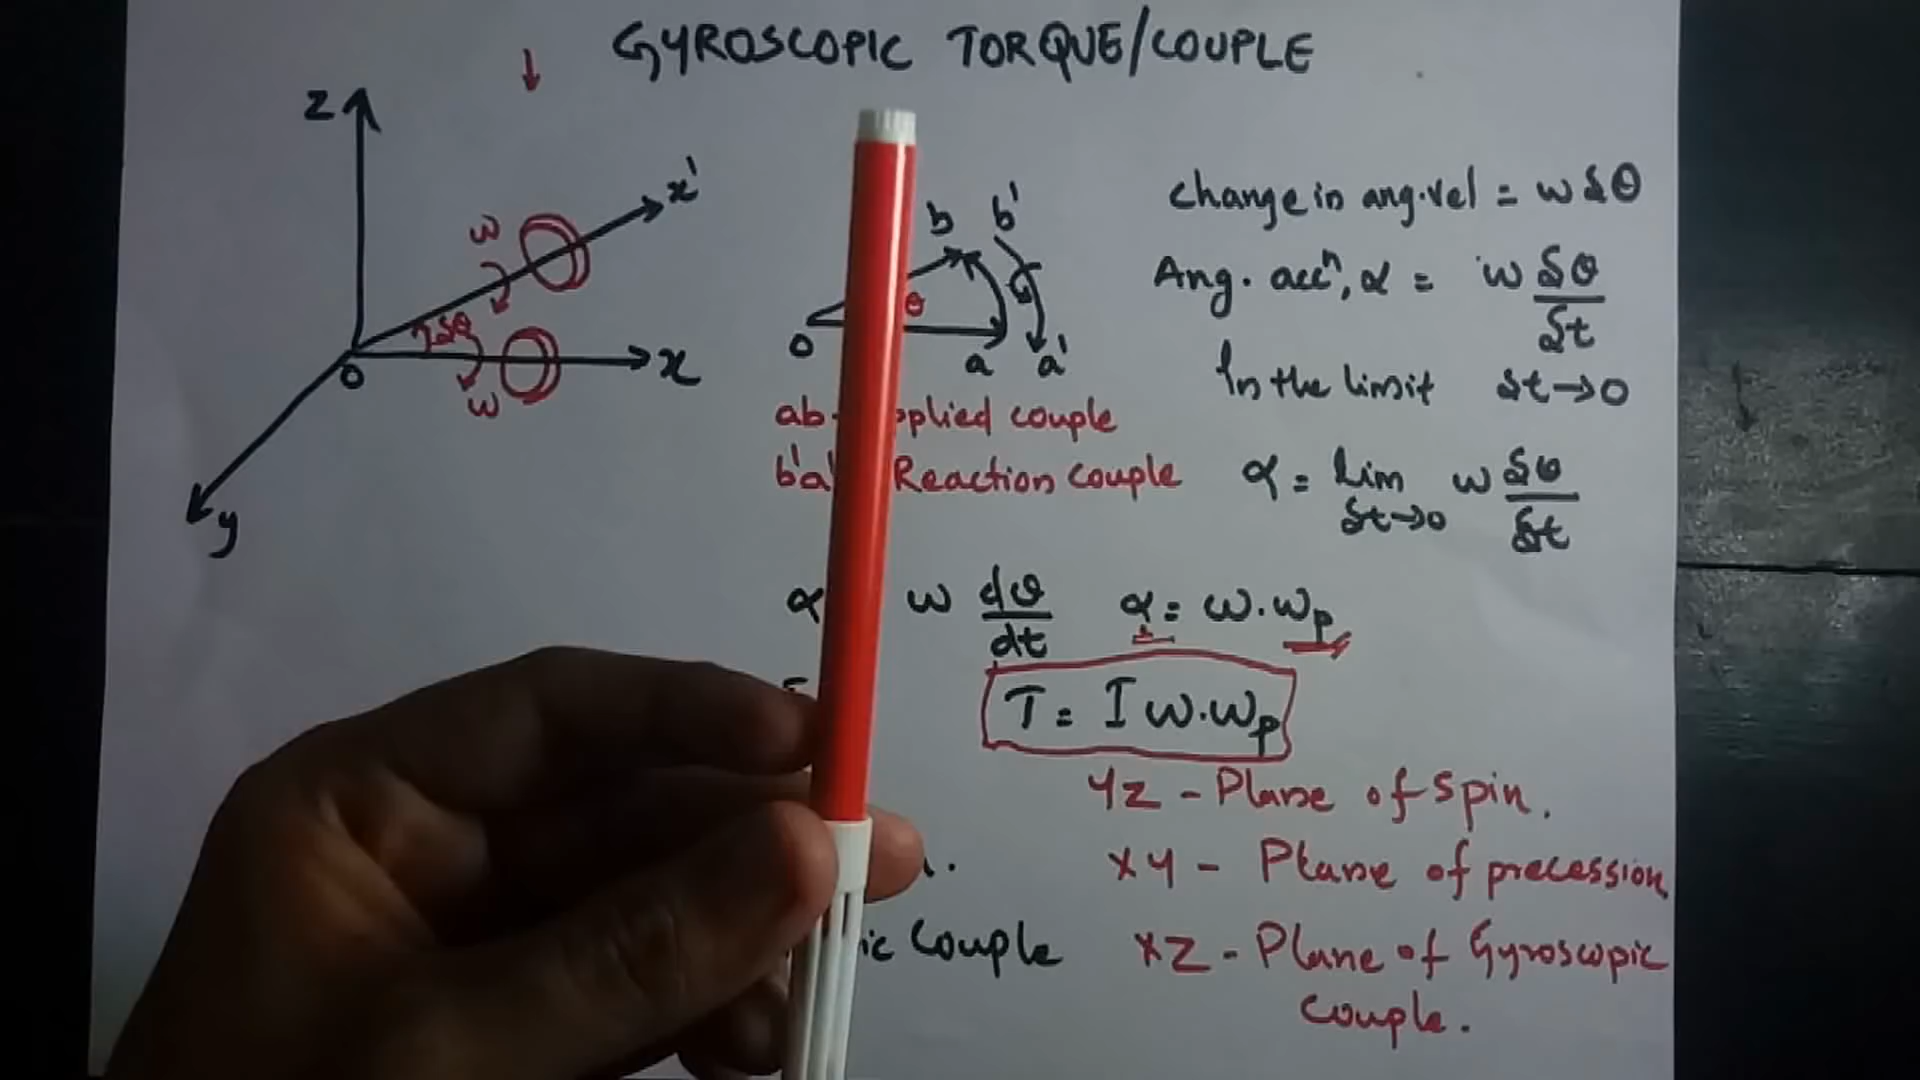 GYROSCOPIC TORQUE/COUPLE
z
x'
ω
δθ
ω
x
o
y
b b'
θ
o a a'
ab - pplied couple
b'a' Reaction couple
Change in ang.vel = ω δθ
Ang. accⁿ, α = ω δθ/δt
In the limit δt→0
α = Lim δt→0 ω δθ/δt
α ω dθ/dt α = ω.ωp
T = I ω.ωp
YZ - Plane of spin.
XY - Plane of precession
ic Couple
XZ - Plane of Gyroscopic
Couple.